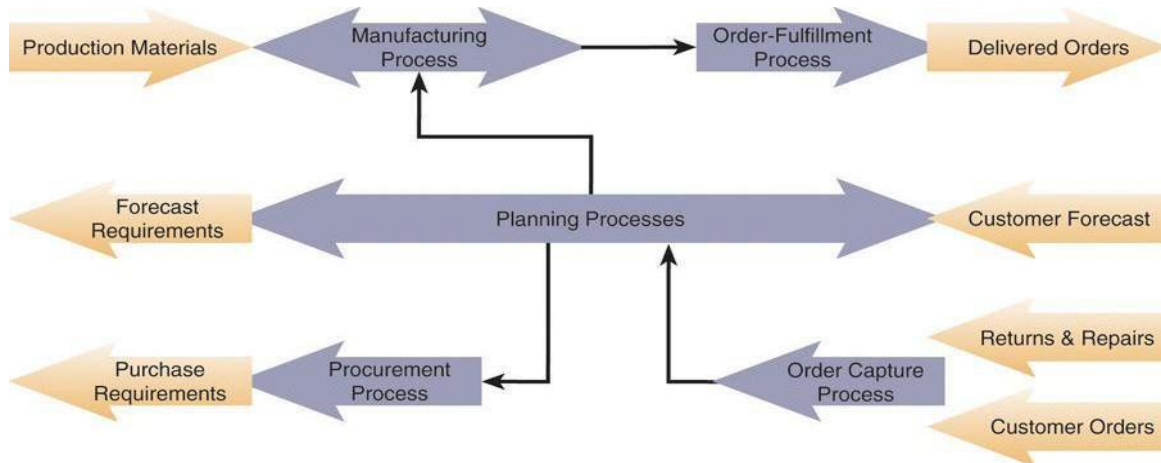 Production Materials
Manufacturing
Process
Order-Fulfillment
Process
Delivered Orders
Forecast
Requirements
Planning Processes
Customer Forecast
Purchase
Requirements
Procurement
Process
Order Capture
Process
Returns & Repairs
Customer Orders